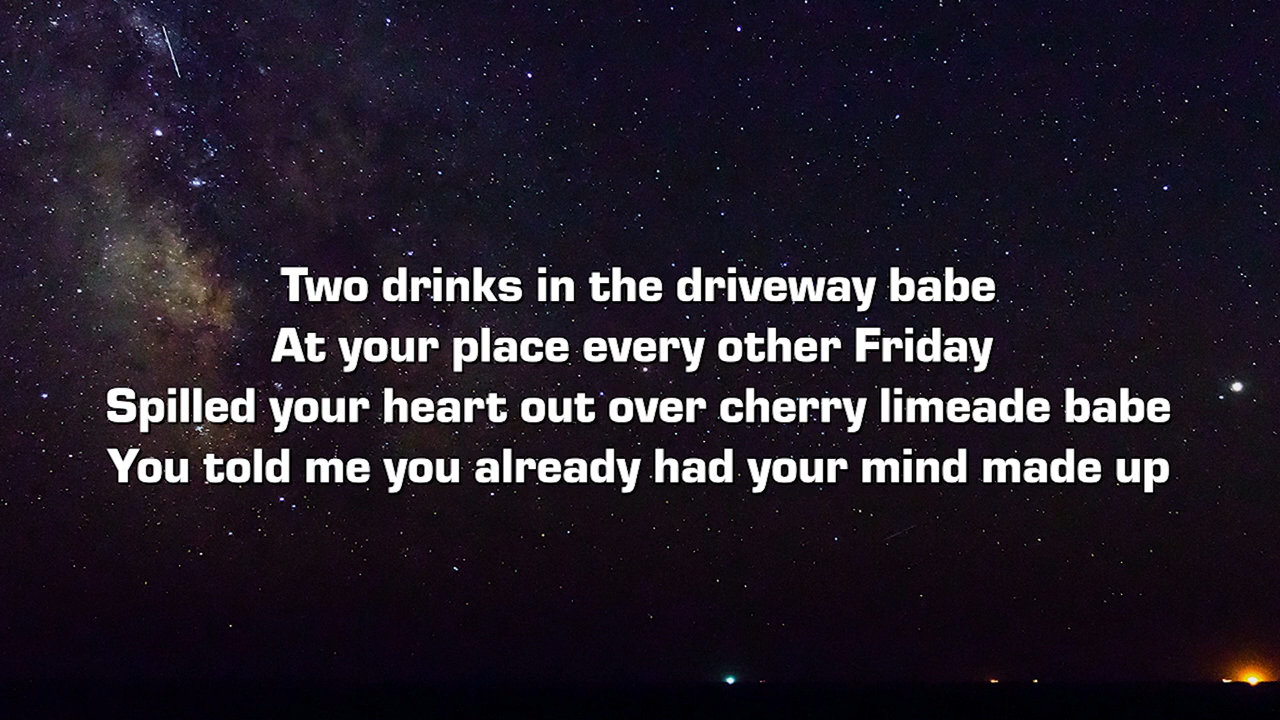 Two drinks in the driveway babe
At your place every other Friday
Spilled your heart out over cherry limeade babe
You told me you already had your mind made up